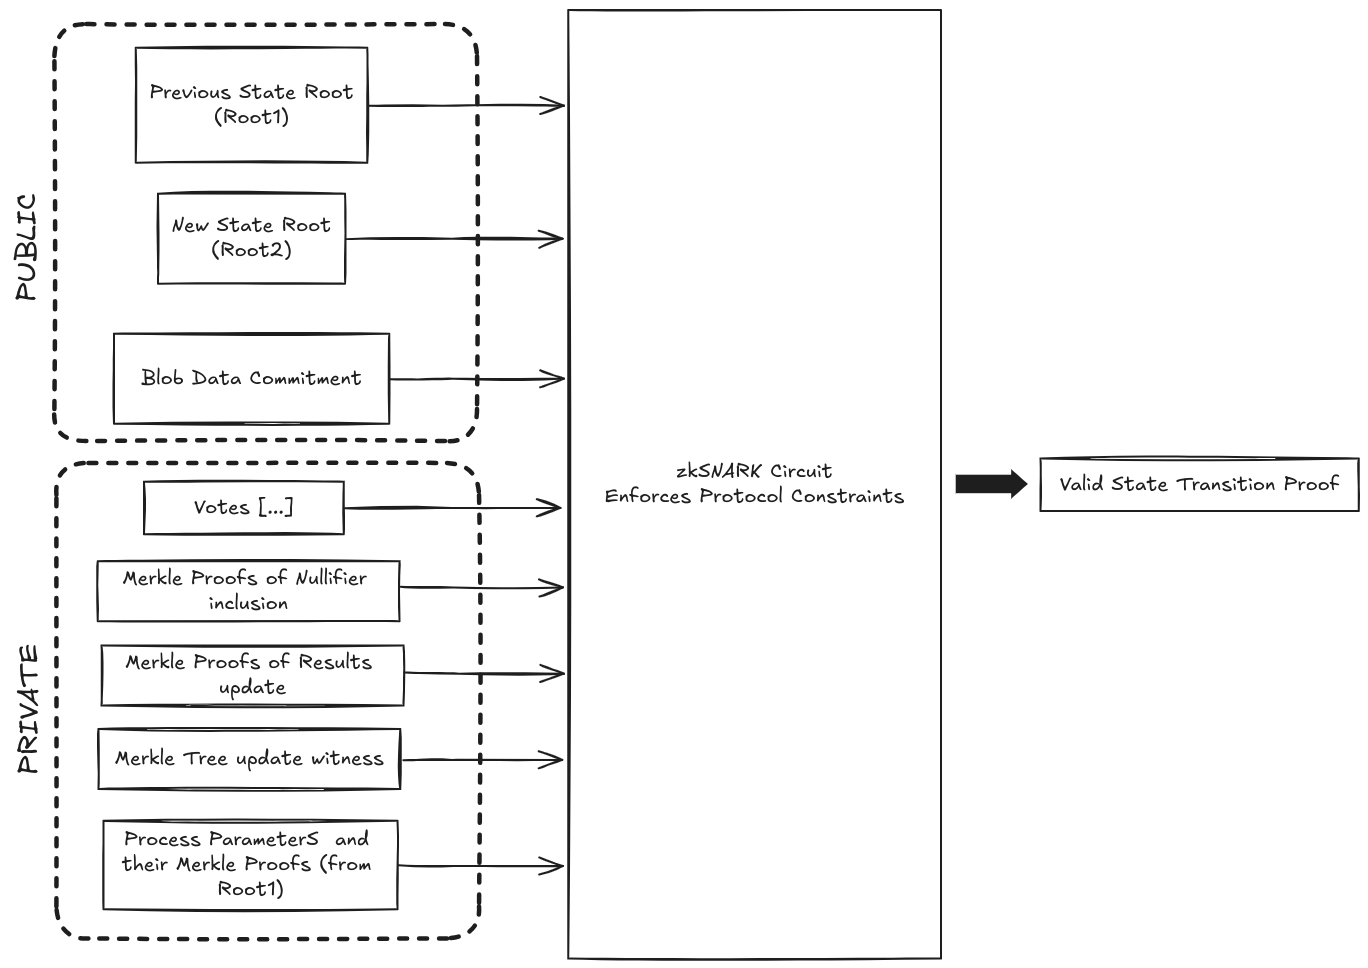 PUBLIC
Previous State Root
(Root1)
New State Root
(Root2)
Blob Data Commitment
PRIVATE
Votes [...]
Merkle Proofs of Nullifier
inclusion
Merkle Proofs of Results
update
Merkle Tree update witness
Process ParameterS  and
their Merkle Proofs (from
Root1)
zkSNARK Circuit
Enforces Protocol Constraints
Valid State Transition Proof